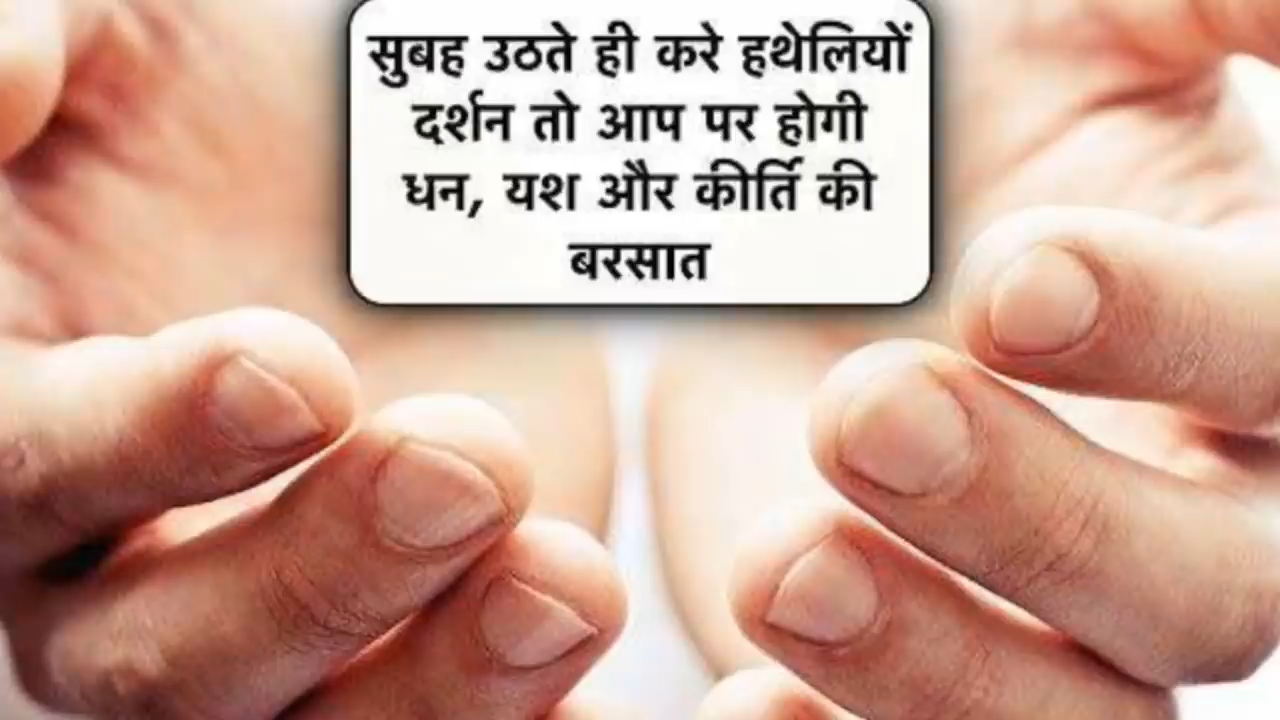 सुबह उठते ही करे हथेलियों
दर्शन तो आप पर होगी
धन, यश और कीर्ति की
बरसात